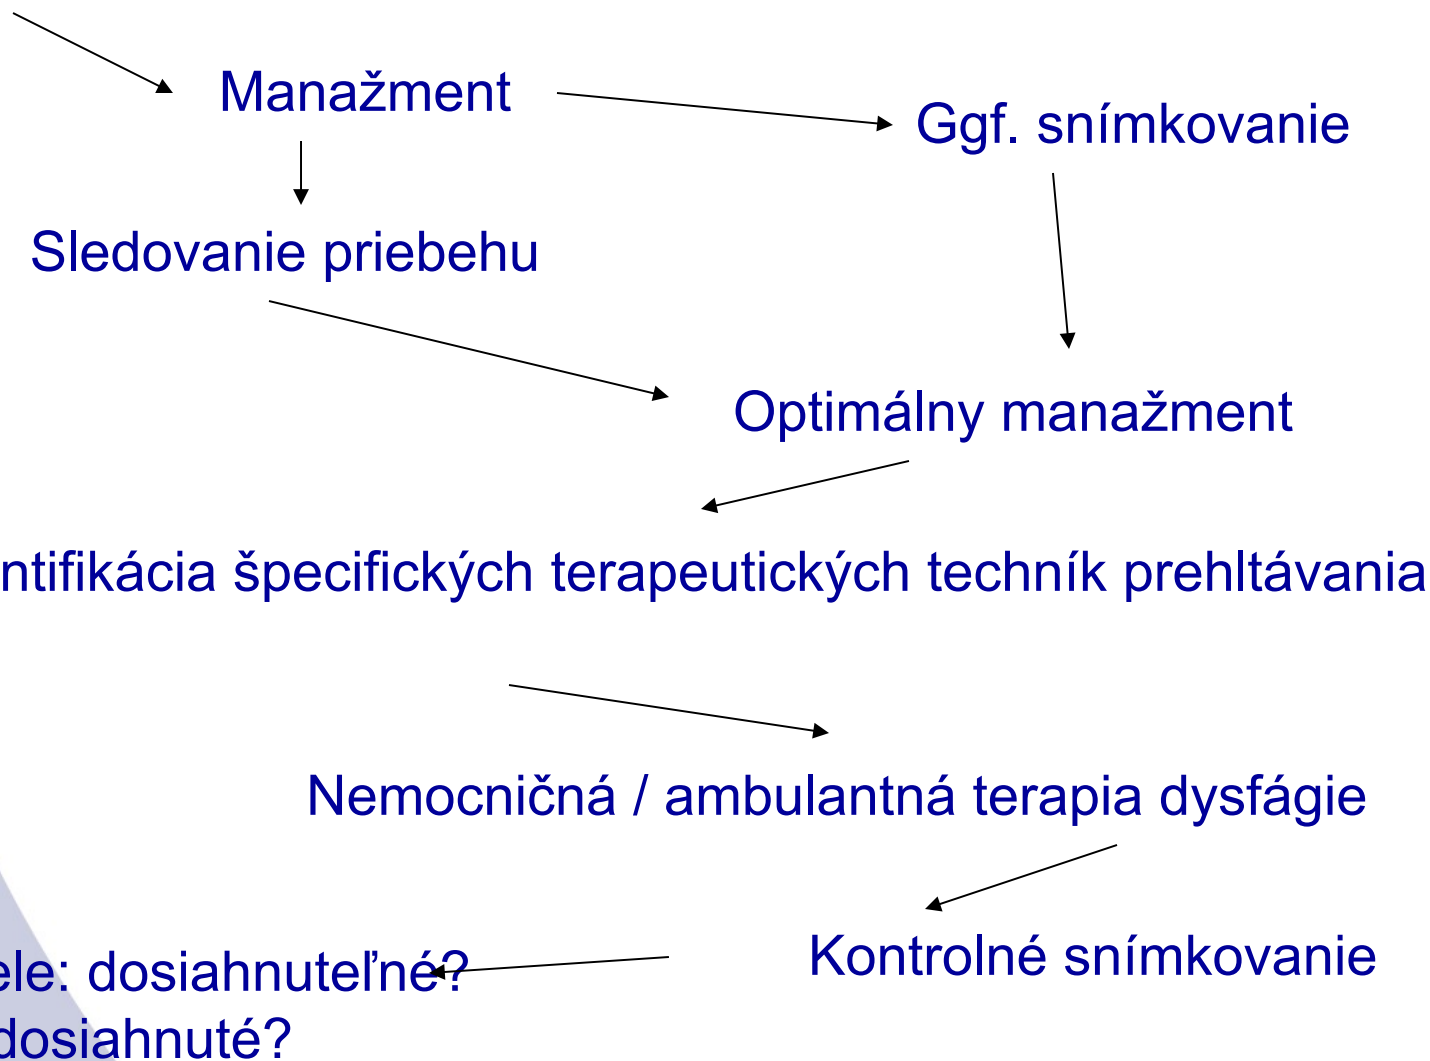 Manažment
Ggf. snímkovanie
Sledovanie priebehu
Optimálny manažment
ntifikácia špecifických terapeutických techník prehltávania
Nemocničná / ambulantná terapia dysfágie
Kontrolné snímkovanie
ele: dosiahnuteľné?
dosiahnuté?